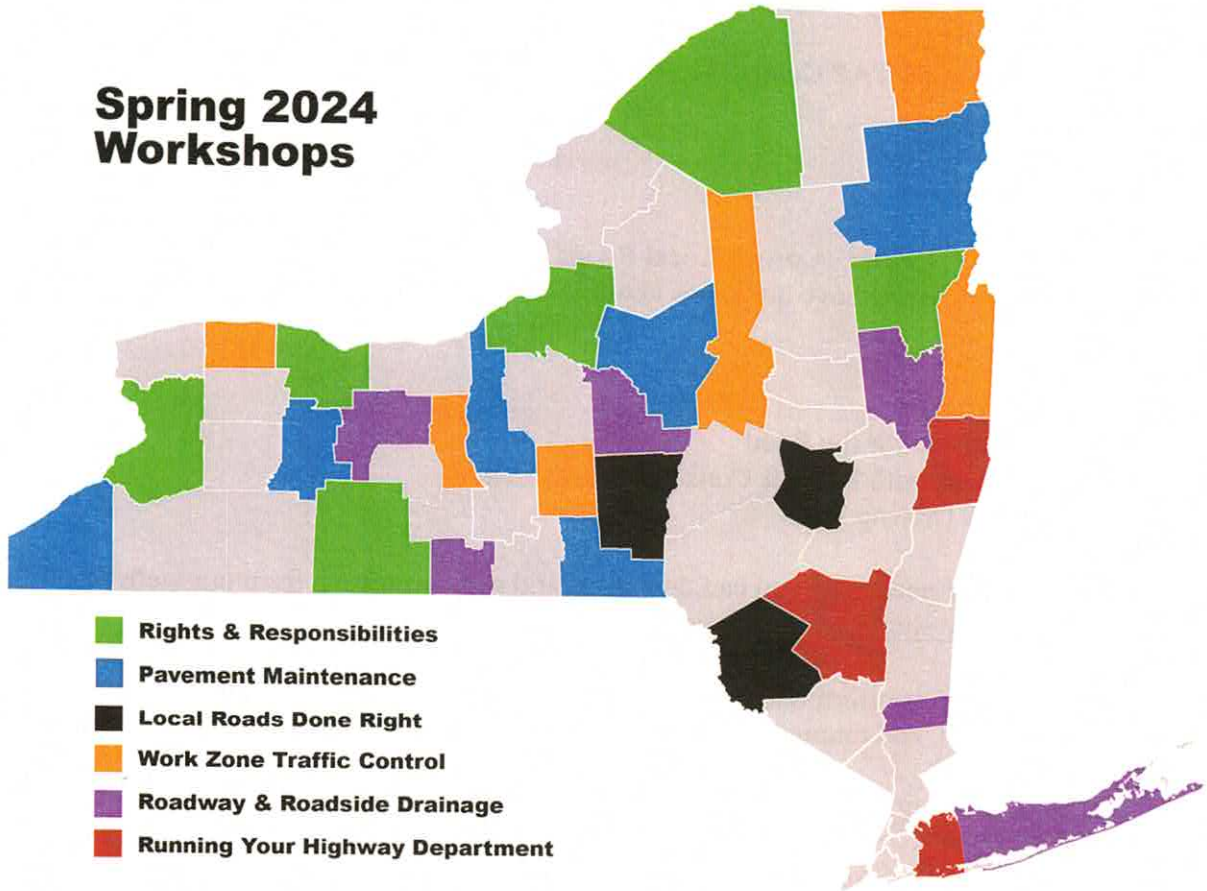 Spring 2024
Workshops
Rights & Responsibilities
Pavement Maintenance
Local Roads Done Right
Work Zone Traffic Control
Roadway & Roadside Drainage
Running Your Highway Department